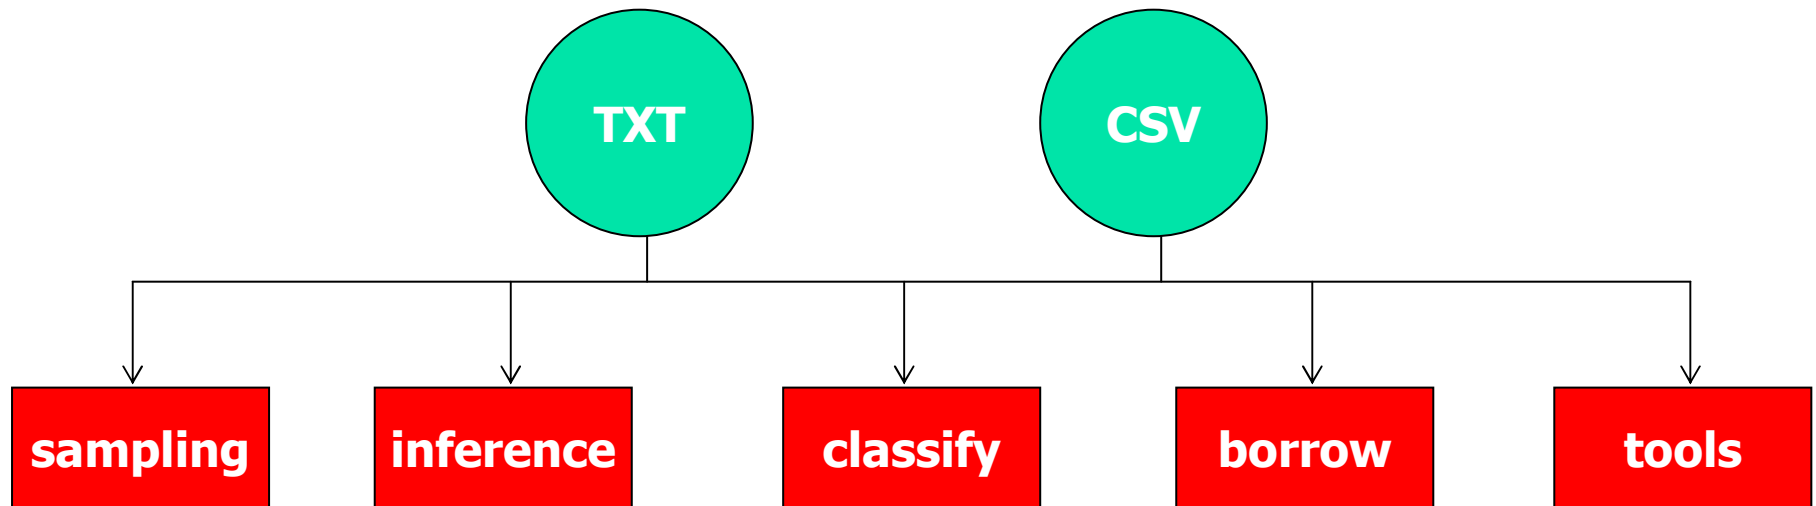 TXT
CSV
sampling
inference
classify
borrow
tools